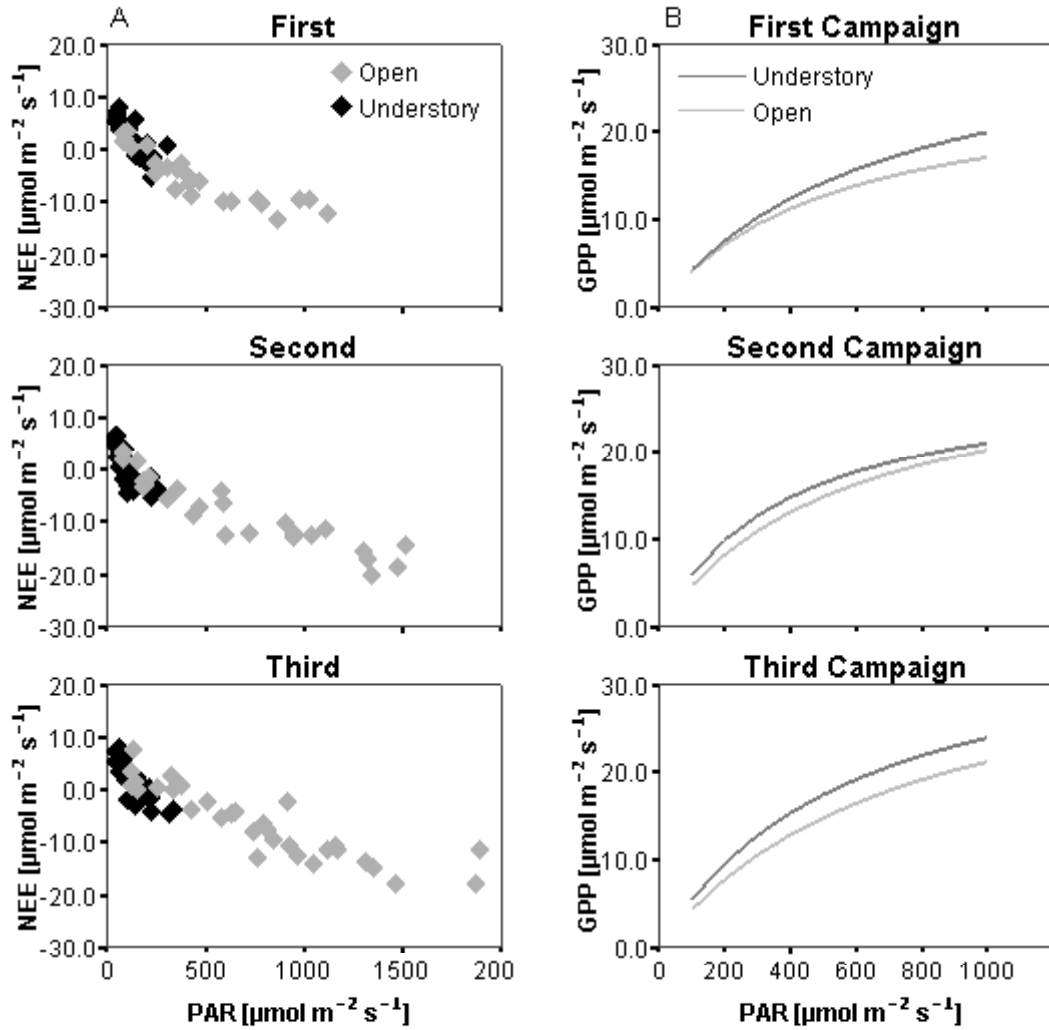 A
First
20.0
10.0
0.0
-10.0
-20.0
-30.0
NEE [µmol m⁻² s⁻¹]
Open
Understory
Second
20.0
10.0
0.0
-10.0
-20.0
-30.0
NEE [µmol m⁻² s⁻¹]
Third
20.0
10.0
0.0
-10.0
-20.0
-30.0
NEE [µmol m⁻² s⁻¹]
0 500 1000 1500 200
PAR [µmol m⁻² s⁻¹]
B
First Campaign
30.0
20.0
10.0
0.0
GPP [µmol m⁻² s⁻¹]
Understory
Open
Second Campaign
30.0
20.0
10.0
0.0
GPP [µmol m⁻² s⁻¹]
Third Campaign
30.0
20.0
10.0
0.0
GPP [µmol m⁻² s⁻¹]
0 200 400 600 800 1000
PAR [µmol m⁻² s⁻¹]